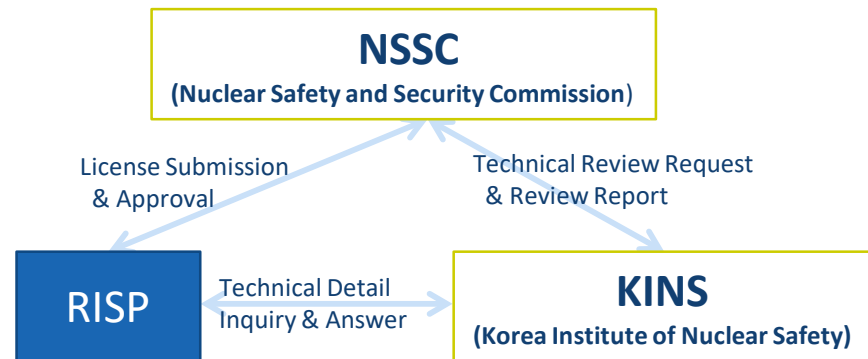 NSSC
(Nuclear Safety and Security Commission)
License Submission
& Approval
Technical Review Request
& Review Report
RISP
Technical Detail
Inquiry & Answer
KINS
(Korea Institute of Nuclear Safety)